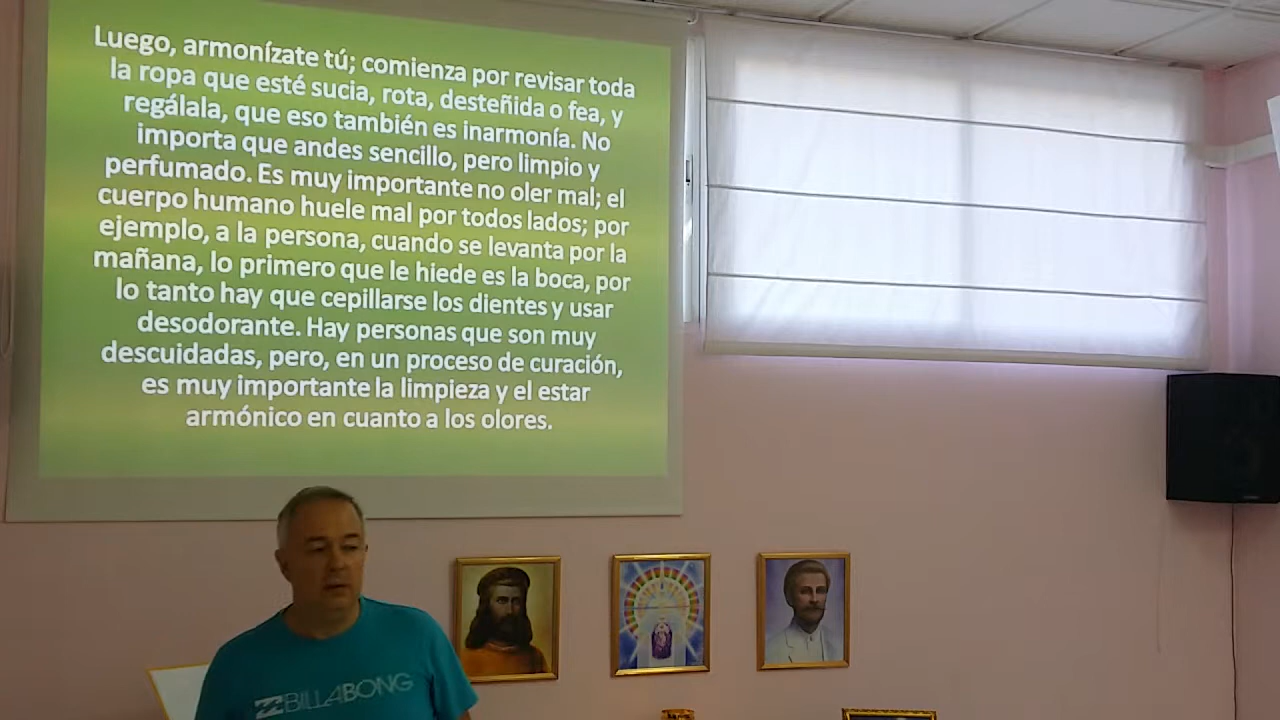 Luego, armonízate tú; comienza por revisar toda
la ropa que esté sucia, rota, desteñida o fea, y
regálala, que eso también es inarmonía. No
importa que andes sencillo, pero limpio y
perfumado. Es muy importante no oler mal; el
cuerpo humano huele mal por todos lados; por
ejemplo, a la persona, cuando se levanta por la
mañana, lo primero que le hiede es la boca, por
lo tanto hay que cepillarse los dientes y usar
desodorante. Hay personas que son muy
descuidadas, pero, en un proceso de curación,
es muy importante la limpieza y el estar
armónico en cuanto a los olores.
BILLABONG